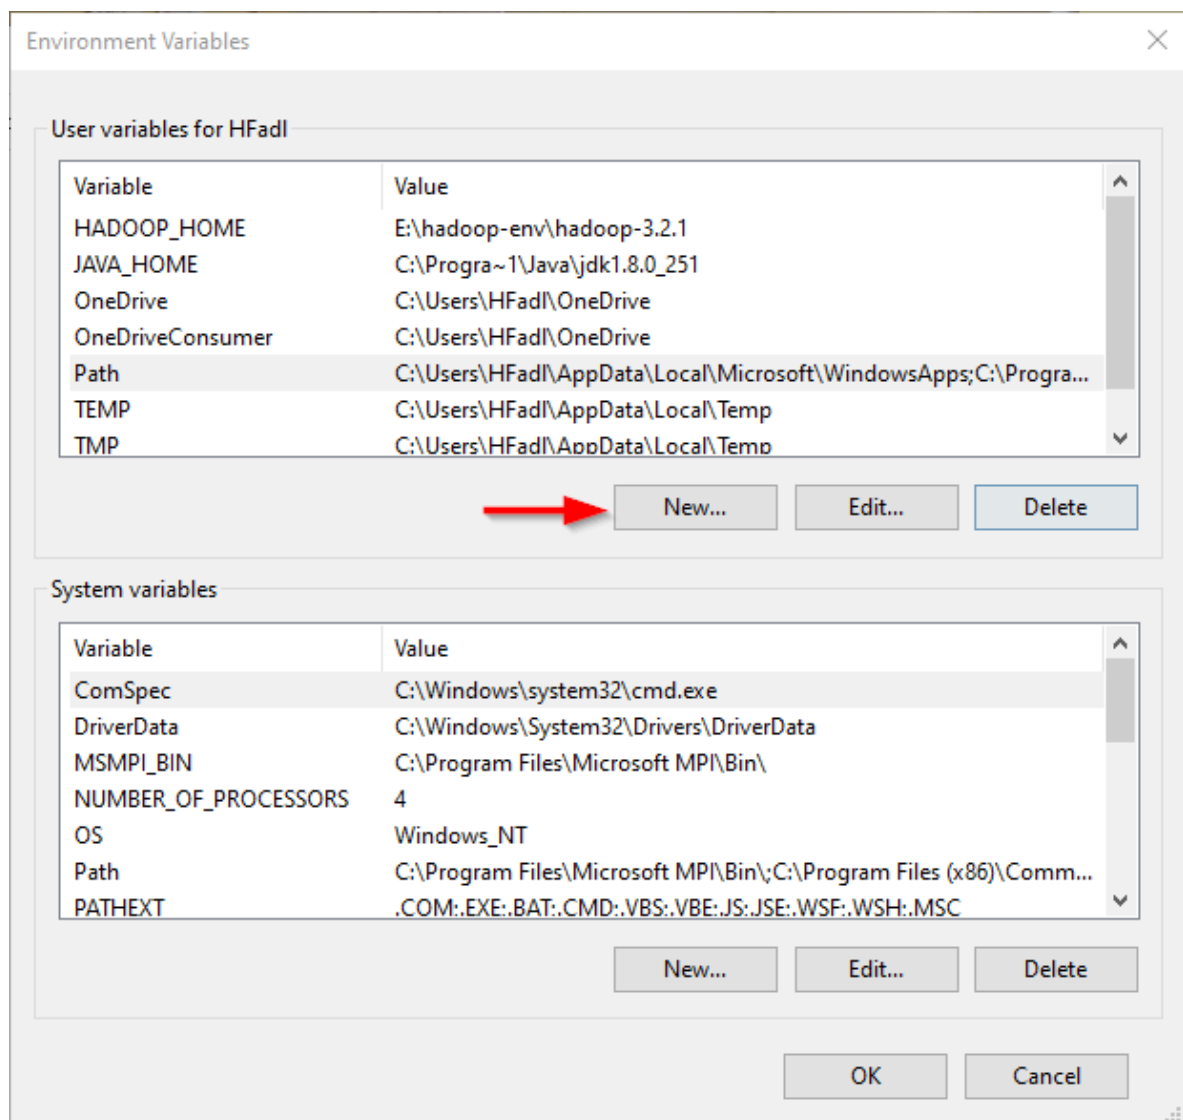 Environment Variables
User variables for HFadl
Variable Value
HADOOP_HOME E:\hadoop-env\hadoop-3.2.1
JAVA_HOME C:\Progra~1\Java\jdk1.8.0_251
OneDrive C:\Users\HFadl\OneDrive
OneDriveConsumer C:\Users\HFadl\OneDrive
Path C:\Users\HFadl\AppData\Local\Microsoft\WindowsApps;C:\Progra...
TEMP C:\Users\HFadl\AppData\Local\Temp
TMP C:\Users\HFadl\AppData\Local\Temp
New... Edit... Delete
System variables
Variable Value
ComSpec C:\Windows\system32\cmd.exe
DriverData C:\Windows\System32\Drivers\DriverData
MSMPI_BIN C:\Program Files\Microsoft MPI\Bin\
NUMBER_OF_PROCESSORS 4
OS Windows_NT
Path C:\Program Files\Microsoft MPI\Bin\;C:\Program Files (x86)\Comm...
PATHEXT .COM;.EXE;.BAT;.CMD;.VBS;.VBE;.JS;.JSE;.WSF;.WSH;.MSC
New... Edit... Delete
OK Cancel